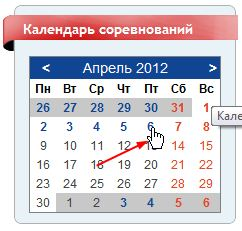 Календарь соревнований
< Апрель 2012 >
Пн Вт Ср Чт Пт Сб Вс
26 27 28 29 30 31 1
2 3 4 5 6 7 8
Кале
9 10 11 12 13 14 15
16 17 18 19 20 21 22
23 24 25 26 27 28 29
30 1 2 3 4 5 6